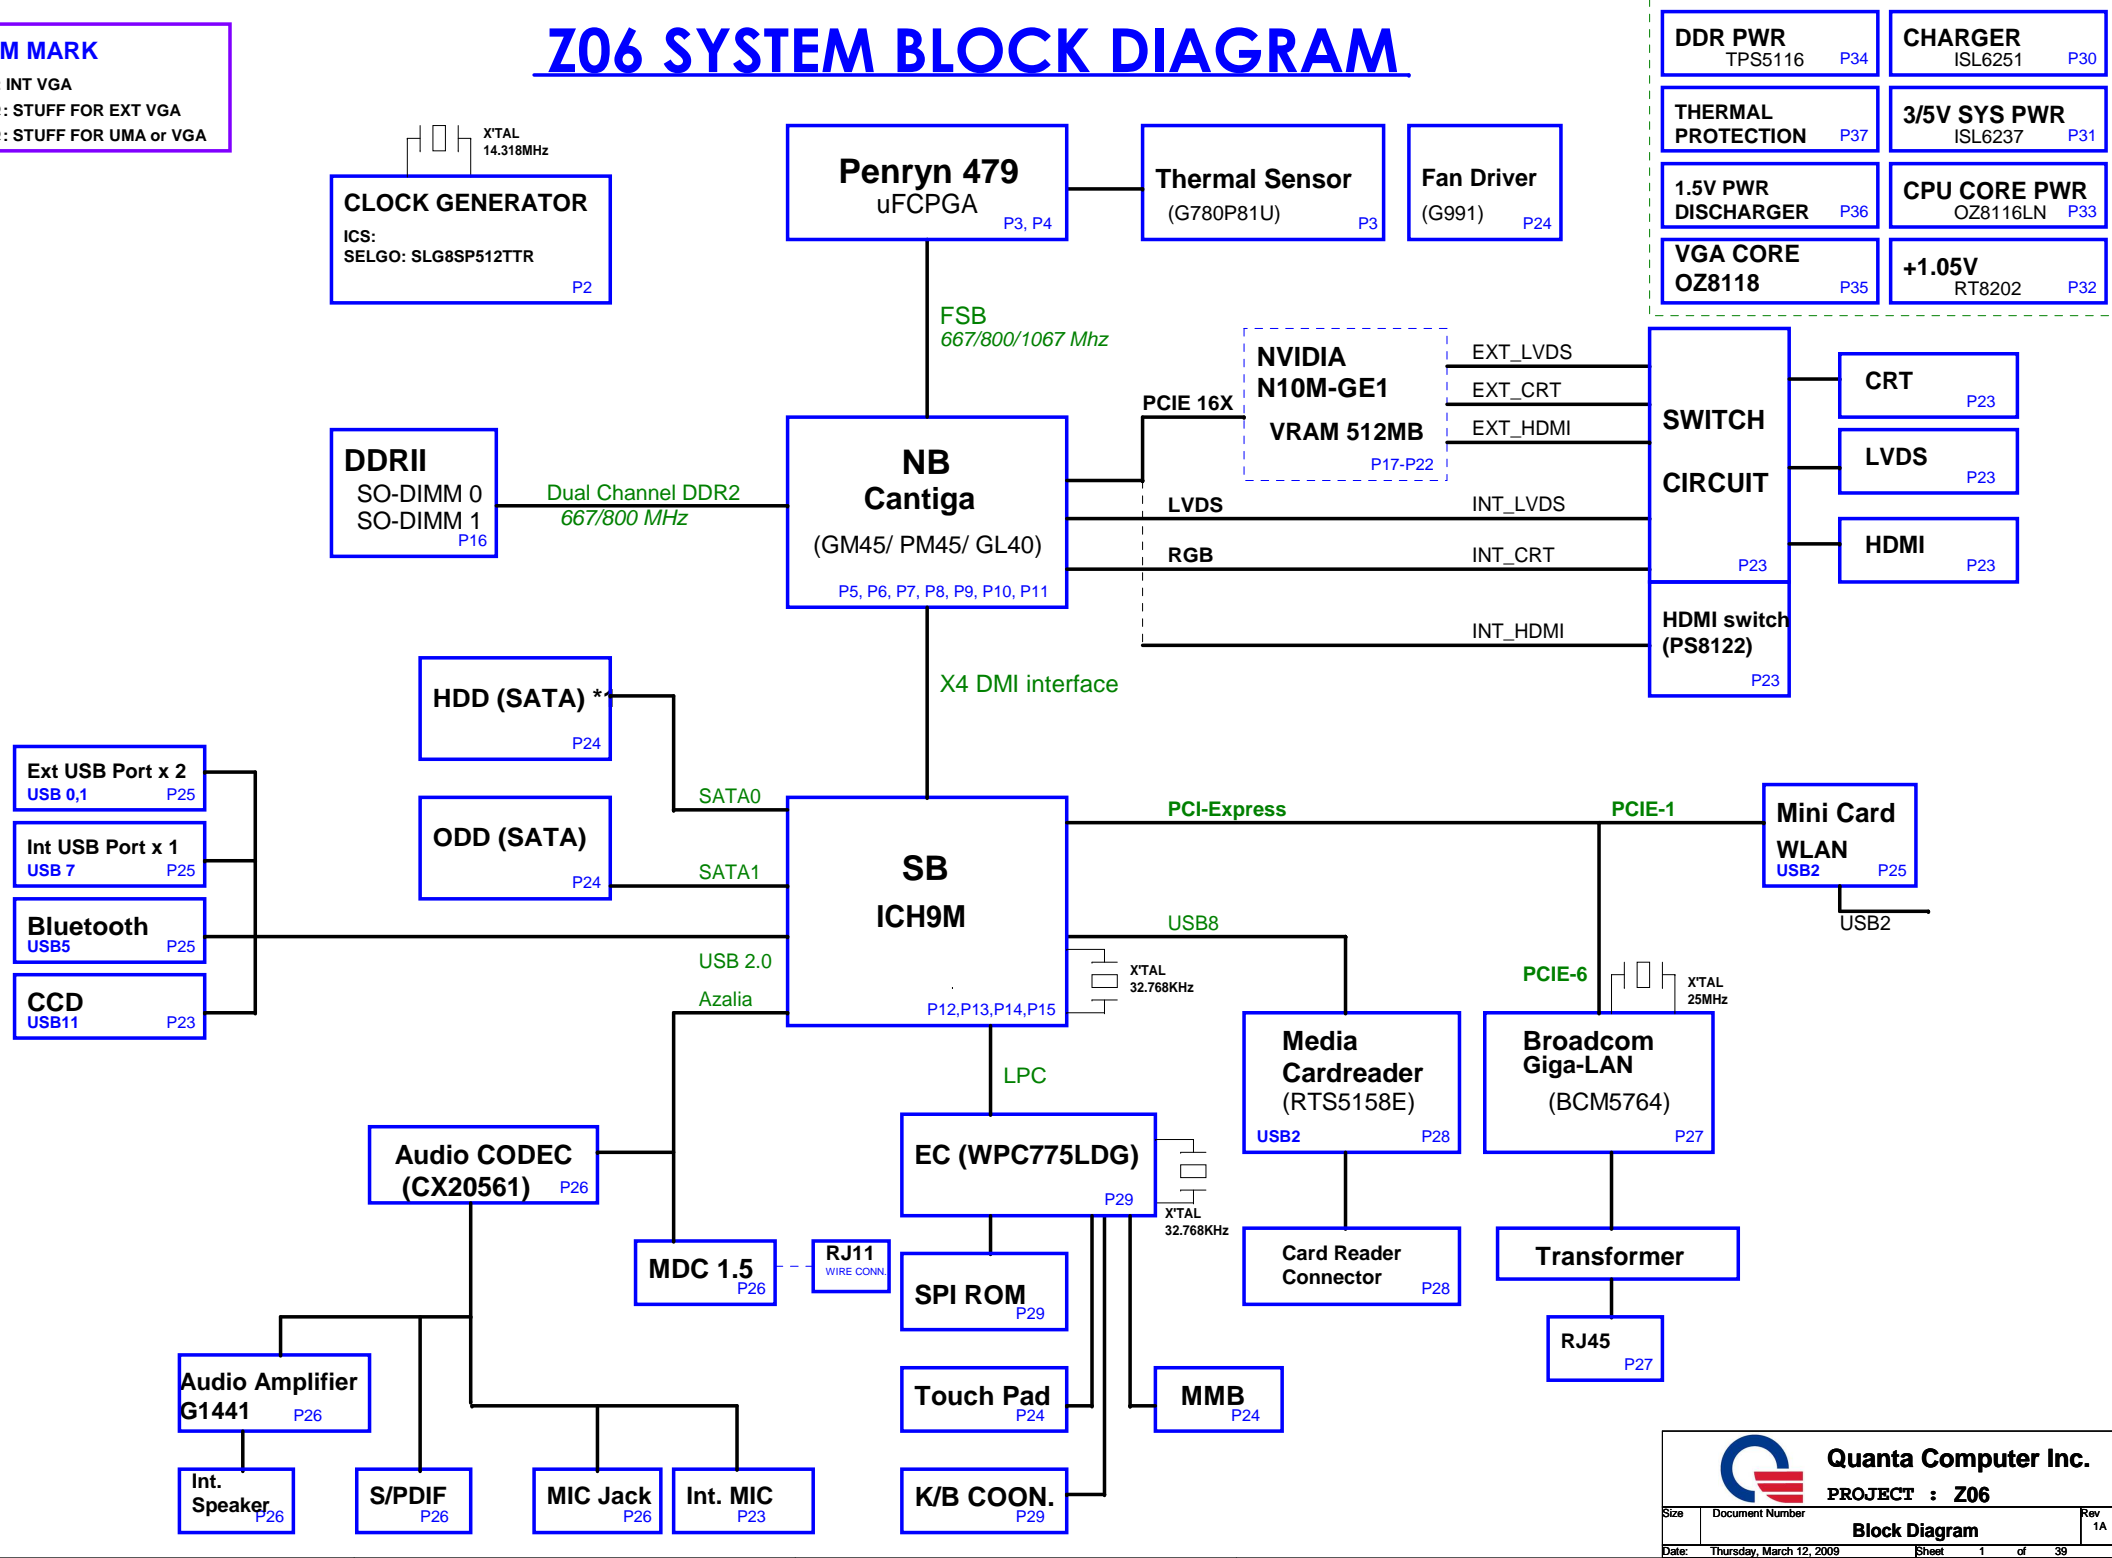 Z06 SYSTEM BLOCK DIAGRAM
M MARK
: INT VGA
: STUFF FOR EXT VGA
: STUFF FOR UMA or VGA
DDR PWR
TPS5116 P34
CHARGER
ISL6251 P30
THERMAL
PROTECTION P37
3/5V SYS PWR
ISL6237 P31
1.5V PWR
DISCHARGER P36
CPU CORE PWR
OZ8116LN P33
VGA CORE
OZ8118 P35
+1.05V
RT8202 P32
X'TAL
14.318MHz
CLOCK GENERATOR
ICS:
SELGO: SLG8SP512TTR
P2
Penryn 479
uFCPGA
P3, P4
Thermal Sensor
(G780P81U) P3
Fan Driver
(G991) P24
FSB
667/800/1067 Mhz
NVIDIA
N10M-GE1
VRAM 512MB
P17-P22
PCIE 16X
EXT_LVDS
EXT_CRT
EXT_HDMI
SWITCH
CIRCUIT
P23
CRT
P23
LVDS
P23
HDMI
P23
DDRII
SO-DIMM 0
SO-DIMM 1
P16
Dual Channel DDR2
667/800 MHz
NB
Cantiga
(GM45/ PM45/ GL40)
P5, P6, P7, P8, P9, P10, P11
LVDS INT_LVDS
RGB INT_CRT
INT_HDMI
HDMI switch
(PS8122)
P23
X4 DMI interface
HDD (SATA) *1
P24
SATA0
ODD (SATA)
P24
SATA1
Ext USB Port x 2
USB 0,1 P25
Int USB Port x 1
USB 7 P25
Bluetooth
USB5 P25
CCD
USB11 P23
USB 2.0
Azalia
SB
ICH9M
P12,P13,P14,P15
PCI-Express PCIE-1
Mini Card
WLAN
USB2 P25
USB2
USB8
X'TAL
32.768KHz
PCIE-6
X'TAL
25MHz
LPC
Media
Cardreader
(RTS5158E)
USB2 P28
Broadcom
Giga-LAN
(BCM5764)
P27
Audio CODEC
(CX20561) P26
EC (WPC775LDG)
P29
X'TAL
32.768KHz
MDC 1.5
P26
RJ11
WIRE CONN.
SPI ROM
P29
Card Reader
Connector
P28
Transformer
RJ45
P27
Audio Amplifier
G1441 P26
Touch Pad
P24
MMB
P24
Int.
Speaker
P26
S/PDIF
P26
MIC Jack
P26
Int. MIC
P23
K/B COON.
P29
Quanta Computer Inc.
PROJECT : Z06
Size Document Number Rev
Block Diagram 1A
Date: Thursday, March 12, 2009 Sheet 1 of 39